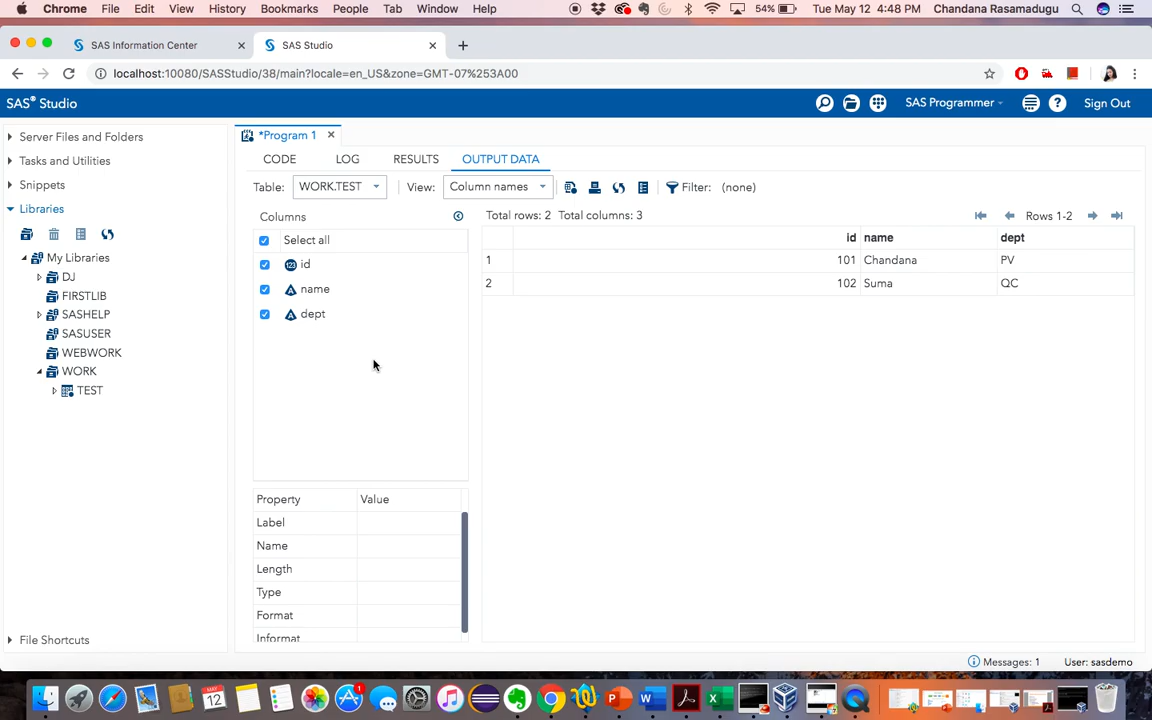 Chrome File Edit View History Bookmarks People Tab Window Help 54% Tue May 12 4:48 PM Chandana Rasamadugu
SAS Information Center SAS Studio
localhost:10080/SASStudio/38/main?locale=en_US&zone=GMT-07%253A00
SAS® Studio SAS Programmer Sign Out
Server Files and Folders
Tasks and Utilities
Snippets
Libraries
My Libraries
DJ
FIRSTLIB
SASHELP
SASUSER
WEBWORK
WORK
TEST
File Shortcuts
*Program 1
CODE LOG RESULTS OUTPUT DATA
Table: WORK.TEST View: Column names Filter: (none)
Columns
Select all
id
name
dept
Property Value
Label
Name
Length
Type
Format
Informat
Total rows: 2 Total columns: 3 Rows 1-2
id name dept
1 101 Chandana PV
2 102 Suma QC
Messages: 1 User: sasdemo